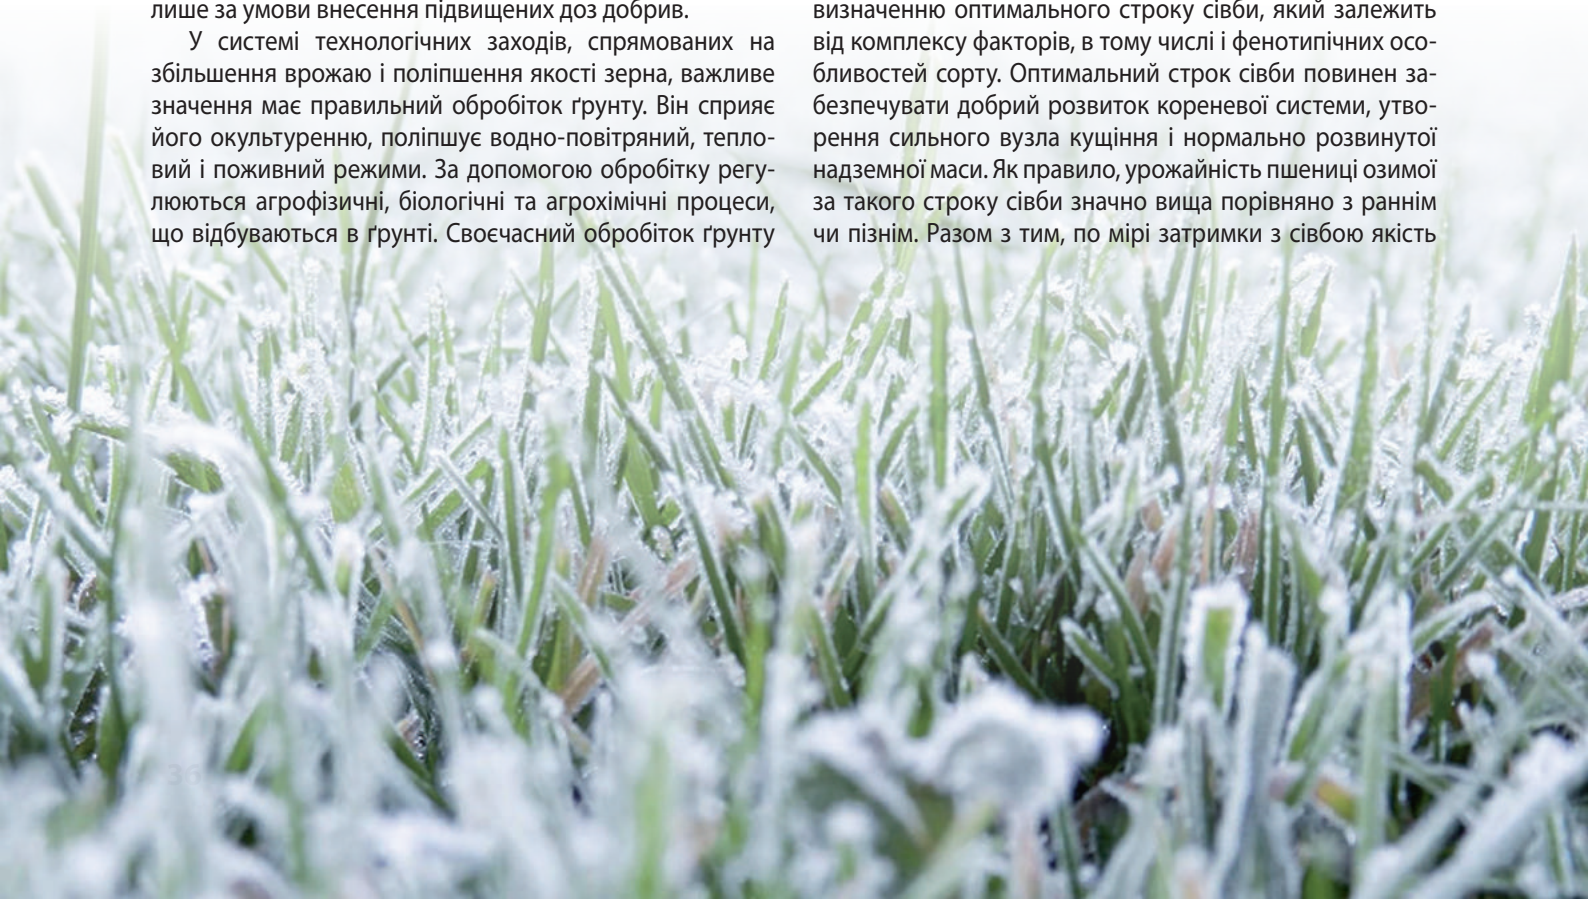 лише за умови внесення підвищених доз добрив.
У системі технологічних заходів, спрямованих на
збільшення врожаю і поліпшення якості зерна, важливе
значення має правильний обробіток ґрунту. Він сприяє
його окультуренню, поліпшує водно-повітряний, тепло-
вий і поживний режими. За допомогою обробітку регу-
люються агрофізичні, біологічні та агрохімічні процеси,
що відбуваються в ґрунті. Своєчасний обробіток ґрунту
визначенню оптимального строку сівби, який залежить
від комплексу факторів, в тому числі і фенотипічних осо-
бливостей сорту. Оптимальний строк сівби повинен за-
безпечувати добрий розвиток кореневої системи, утво-
рення сильного вузла кущіння і нормально розвинутої
надземної маси. Як правило, урожайність пшениці озимої
за такого строку сівби значно вища порівняно з раннім
чи пізнім. Разом з тим, по мірі затримки з сівбою якість